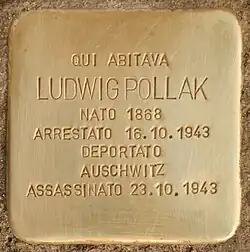 QUI ABITAVA
LUDWIG POLLAK
NATO 1868
ARRESTATO 16.10.1943
DEPORTATO
AUSCHWITZ
ASSASSINATO 23.10.1943